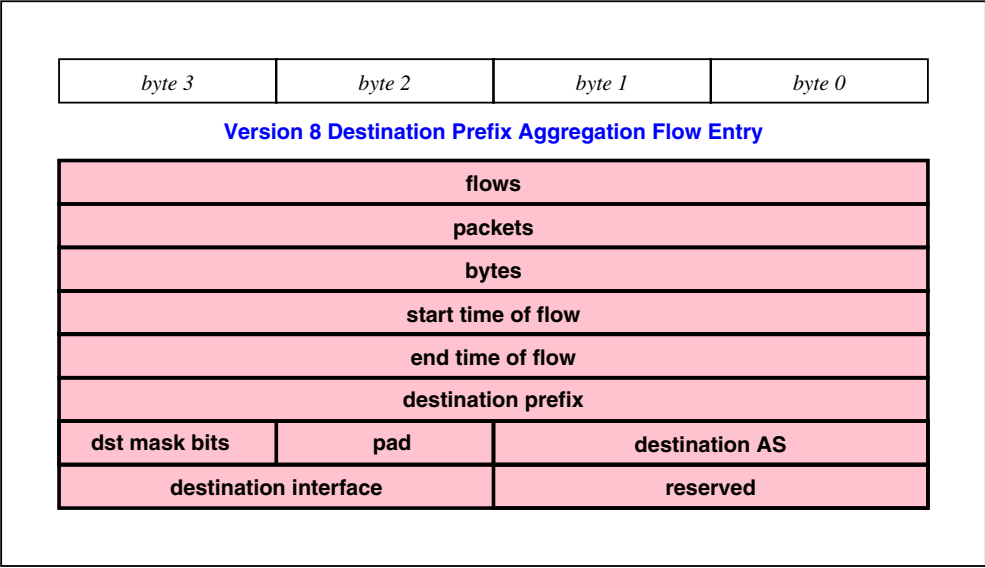 byte 3 byte 2 byte 1 byte 0
Version 8 Destination Prefix Aggregation Flow Entry
flows
packets
bytes
start time of flow
end time of flow
destination prefix
dst mask bits pad destination AS
destination interface reserved